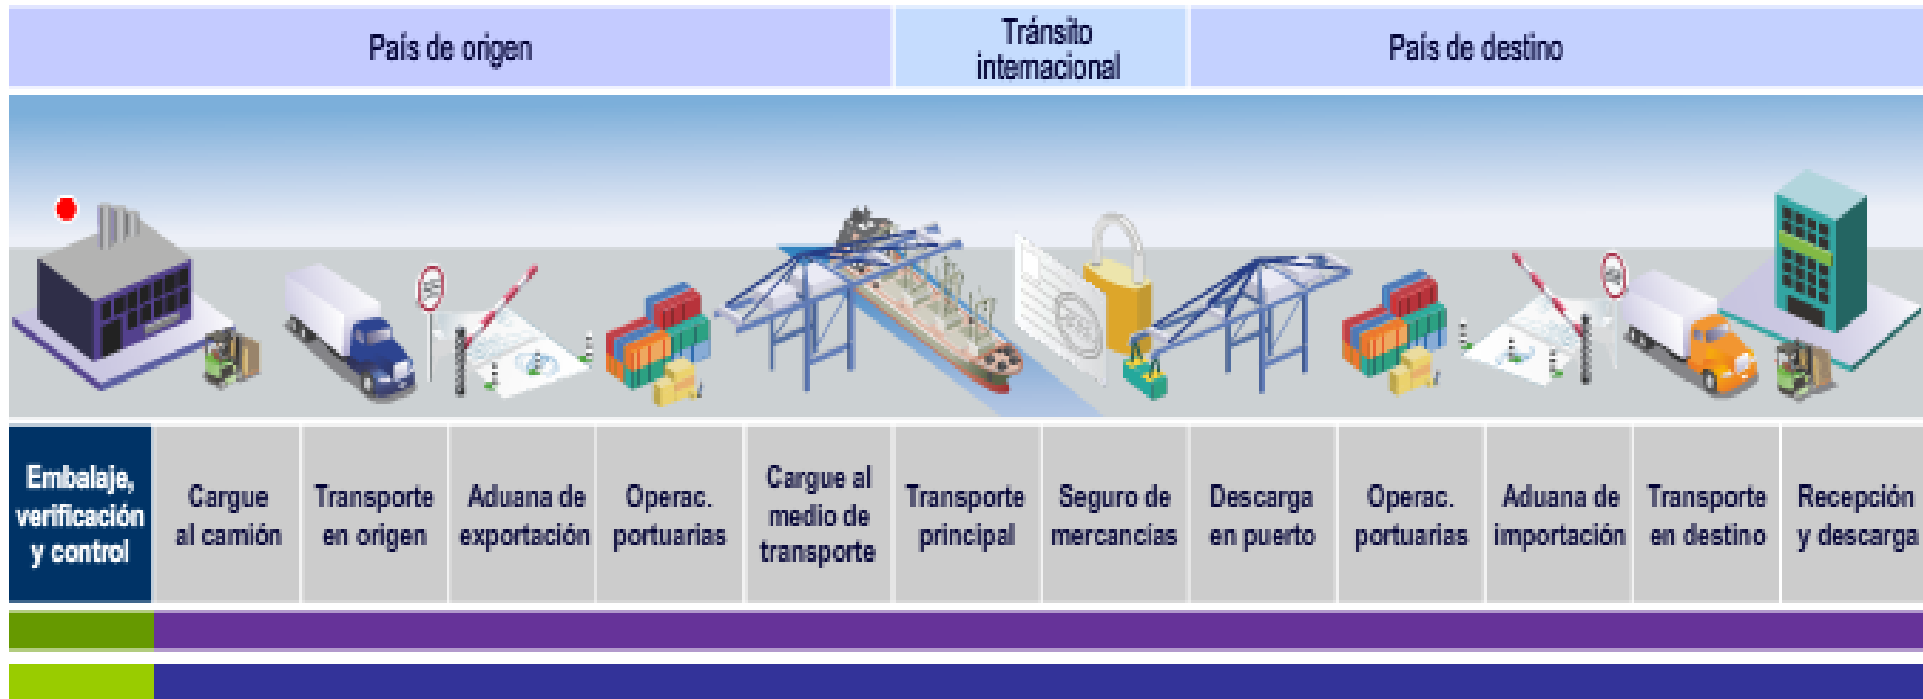 País de origen
Tránsito
internacional
País de destino
Embalaje,
verificación
y control
Cargue
al camión
Transporte
en origen
Aduana de
exportación
Operac.
portuarias
Cargue al
medio de
transporte
Transporte
principal
Seguro de
mercancías
Descarga
en puerto
Operac.
portuarias
Aduana de
importación
Transporte
en destino
Recepción
y descarga